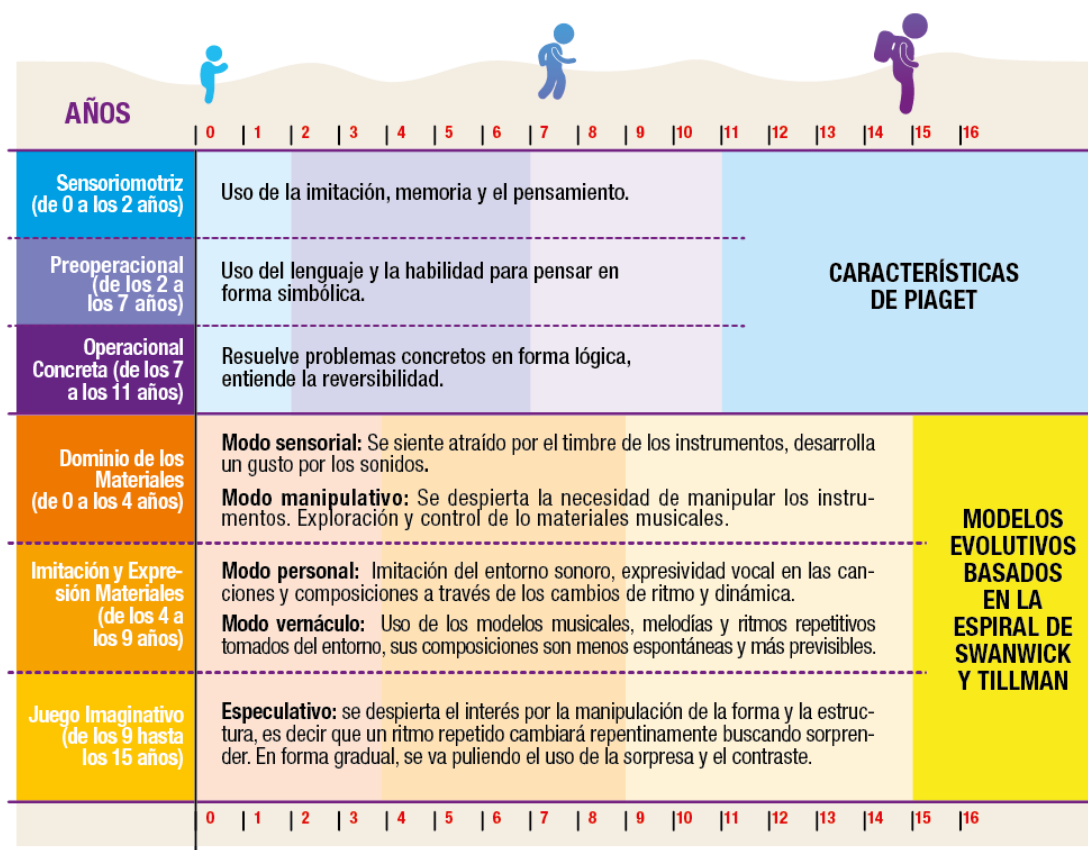 AÑOS
0 1 2 3 4 5 6 7 8 9 10 11 12 13 14 15 16
Sensoriomotriz
(de 0 a los 2 años)
Uso de la imitación, memoria y el pensamiento.
Preoperacional
(de los 2 a
los 7 años)
Uso del lenguaje y la habilidad para pensar en
forma simbólica.
Operacional
Concreta (de los 7
a los 11 años)
Resuelve problemas concretos en forma lógica,
entiende la reversibilidad.
CARACTERÍSTICAS
DE PIAGET
Dominio de los
Materiales
(de 0 a los 4 años)
Modo sensorial: Se siente atraído por el timbre de los instrumentos, desarrolla
un gusto por los sonidos.
Modo manipulativo: Se despierta la necesidad de manipular los instru-
mentos. Exploración y control de lo materiales musicales.
Imitación y Expre-
sión Materiales
(de los 4 a
los 9 años)
Modo personal: Imitación del entorno sonoro, expresividad vocal en las can-
ciones y composiciones a través de los cambios de ritmo y dinámica.
Modo vernáculo: Uso de los modelos musicales, melodías y ritmos repetitivos
tomados del entorno, sus composiciones son menos espontáneas y más previsibles.
Juego Imaginativo
(de los 9 hasta
los 15 años)
Especulativo: se despierta el interés por la manipulación de la forma y la estruc-
tura, es decir que un ritmo repetido cambiará repentinamente buscando sorpren-
der. En forma gradual, se va puliendo el uso de la sorpresa y el contraste.
MODELOS
EVOLUTIVOS
BASADOS
EN LA
ESPIRAL DE
SWANWICK
Y TILLMAN
0 1 2 3 4 5 6 7 8 9 10 11 12 13 14 15 16